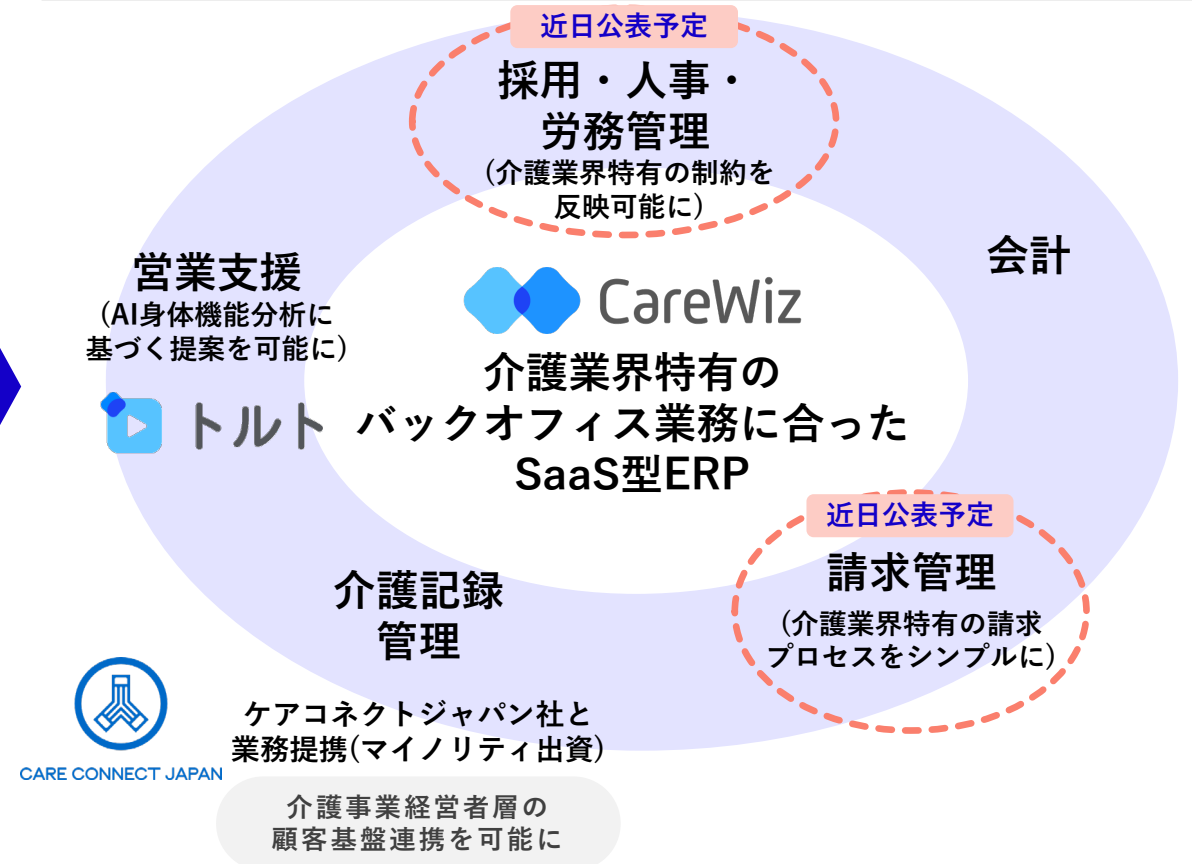 近日公表予定
採用・人事・
労務管理
(介護業界特有の制約を
反映可能に)
会計
営業支援
(AI身体機能分析に
基づく提案を可能に)
トルト
CareWiz
介護業界特有の
バックオフィス業務に合った
SaaS型ERP
近日公表予定
請求管理
(介護業界特有の請求
プロセスをシンプルに)
介護記録
管理
ケアコネクトジャパン社と
業務提携(マイノリティ出資)
CARE CONNECT JAPAN
介護事業経営者層の
顧客基盤連携を可能に